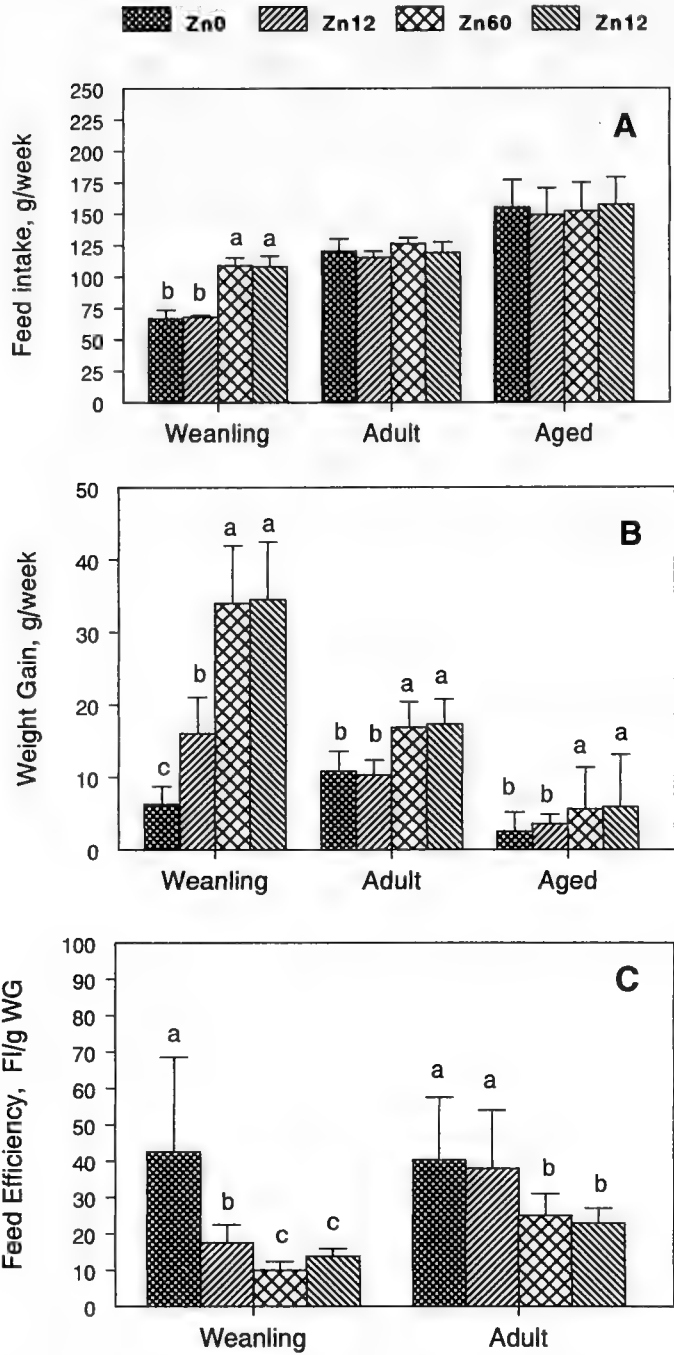 Zn0 Zn12 Zn60 Zn12
A
250
225
200
175
150
125
100
75
50
25
0
Feed intake, g/week
b b a a
Weanling Adult Aged
B
50
40
30
20
10
0
Weight Gain, g/week
c b a a
b b a a
b b a a
Weanling Adult Aged
C
100
90
80
70
60
50
40
30
20
10
0
Feed Efficiency, FI/g WG
a b c c
a a b b
Weanling Adult